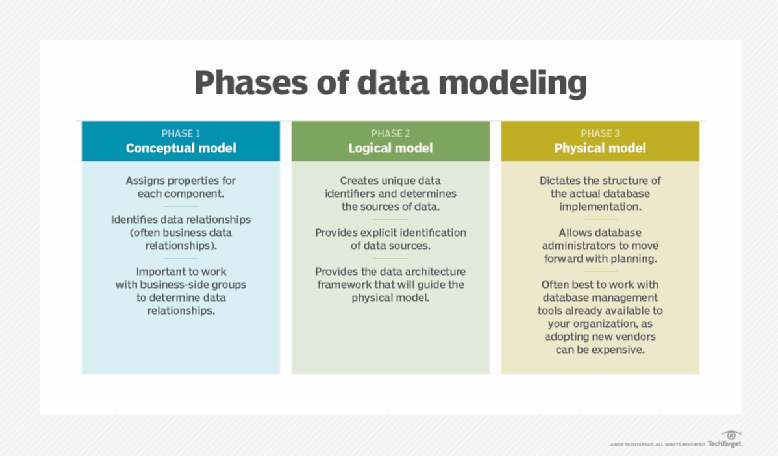 Phases of data modeling
PHASE 1
Conceptual model
Assigns properties for
each component.
Identifies data relationships
(often business data
relationships).
Important to work
with business-side groups
to determine data
relationships.
PHASE 2
Logical model
Creates unique data
identifiers and determines
the sources of data.
Provides explicit identification
of data sources.
Provides the data architecture
framework that will guide the
physical model.
PHASE 3
Physical model
Dictates the structure of
the actual database
implementation.
Allows database
administrators to move
forward with planning.
Often best to work with
database management
tools already available to
your organization, as
adopting new vendors
can be expensive.
TECHTARGET. ALL RIGHTS RESERVED TechTarget